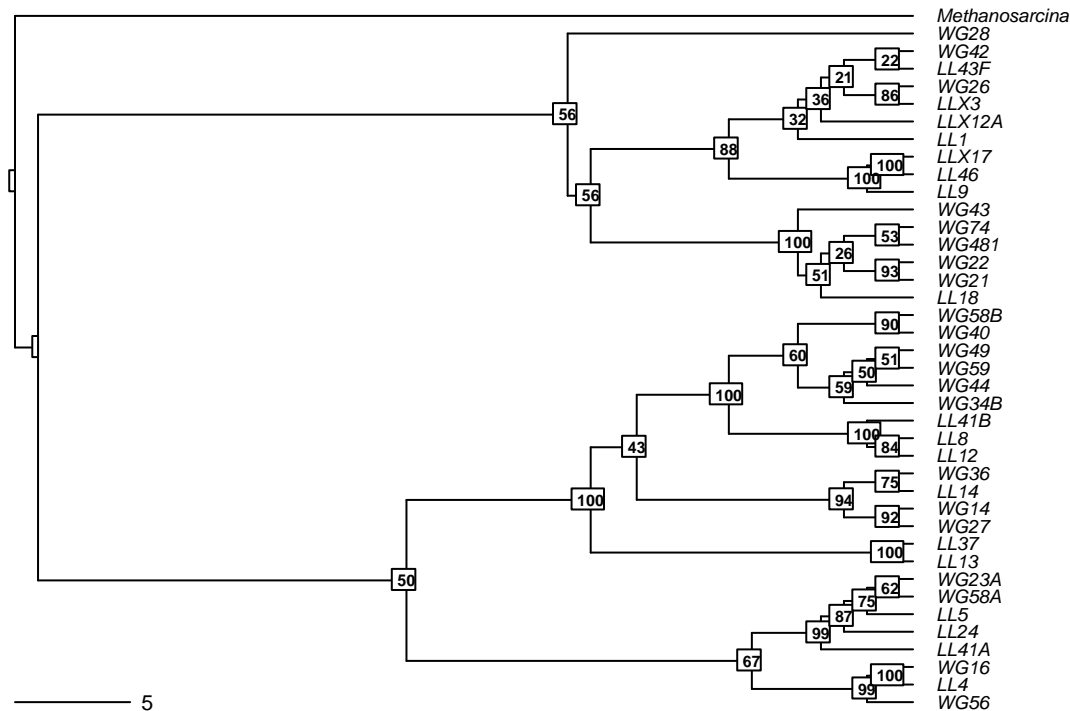 Methanosarcina
WG28
WG42
22
LL43F
21
WG26
36
86
LLX3
32
LLX12A
56
LL1
88
LLX17
100
LL46
100
LL9
56
WG43
WG74
53
100
WG481
26
WG22
51
93
WG21
LL18
WG58B
90
WG40
60
WG49
51
WG59
50
WG44
59
100
WG34B
LL41B
100
LL8
43
84
LL12
WG36
75
LL14
94
100
WG14
92
WG27
LL37
100
LL13
50
WG23A
62
WG58A
75
LL5
87
LL24
99
LL41A
67
WG16
100
LL4
99
WG56
5